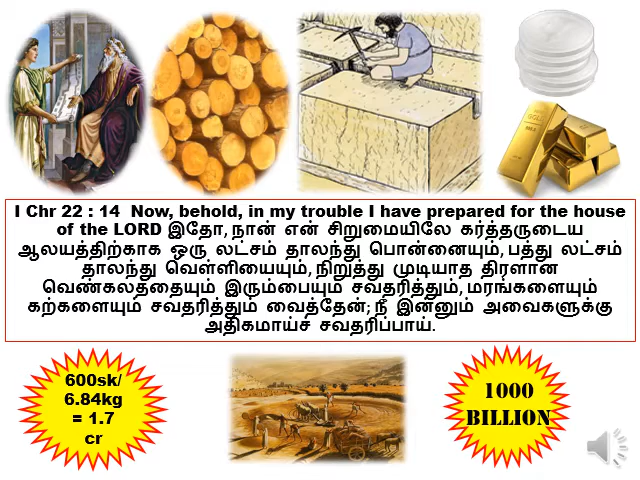 I Chr 22 : 14 Now, behold, in my trouble I have prepared for the house
of the LORD இதோ, நான் என் சிறுமையிலே கர்த்தருடைய
ஆலயத்திற்காக ஒரு லட்சம் தாலந்து பொன்னையும், பத்து லட்சம்
தாலந்து வெள்ளியையும், நிறுத்து முடியாத திரளான
வெண்கலத்தையும் இரும்பையும் சவதரித்தும், மரங்களையும்
கற்களையும் சவதரித்தும் வைத்தேன்; நீ இன்னும் அவைகளுக்கு
அதிகமாய்ச் சவதரிப்பாய்.
600sk/
6.84kg
= 1.7
cr
1000
BILLION